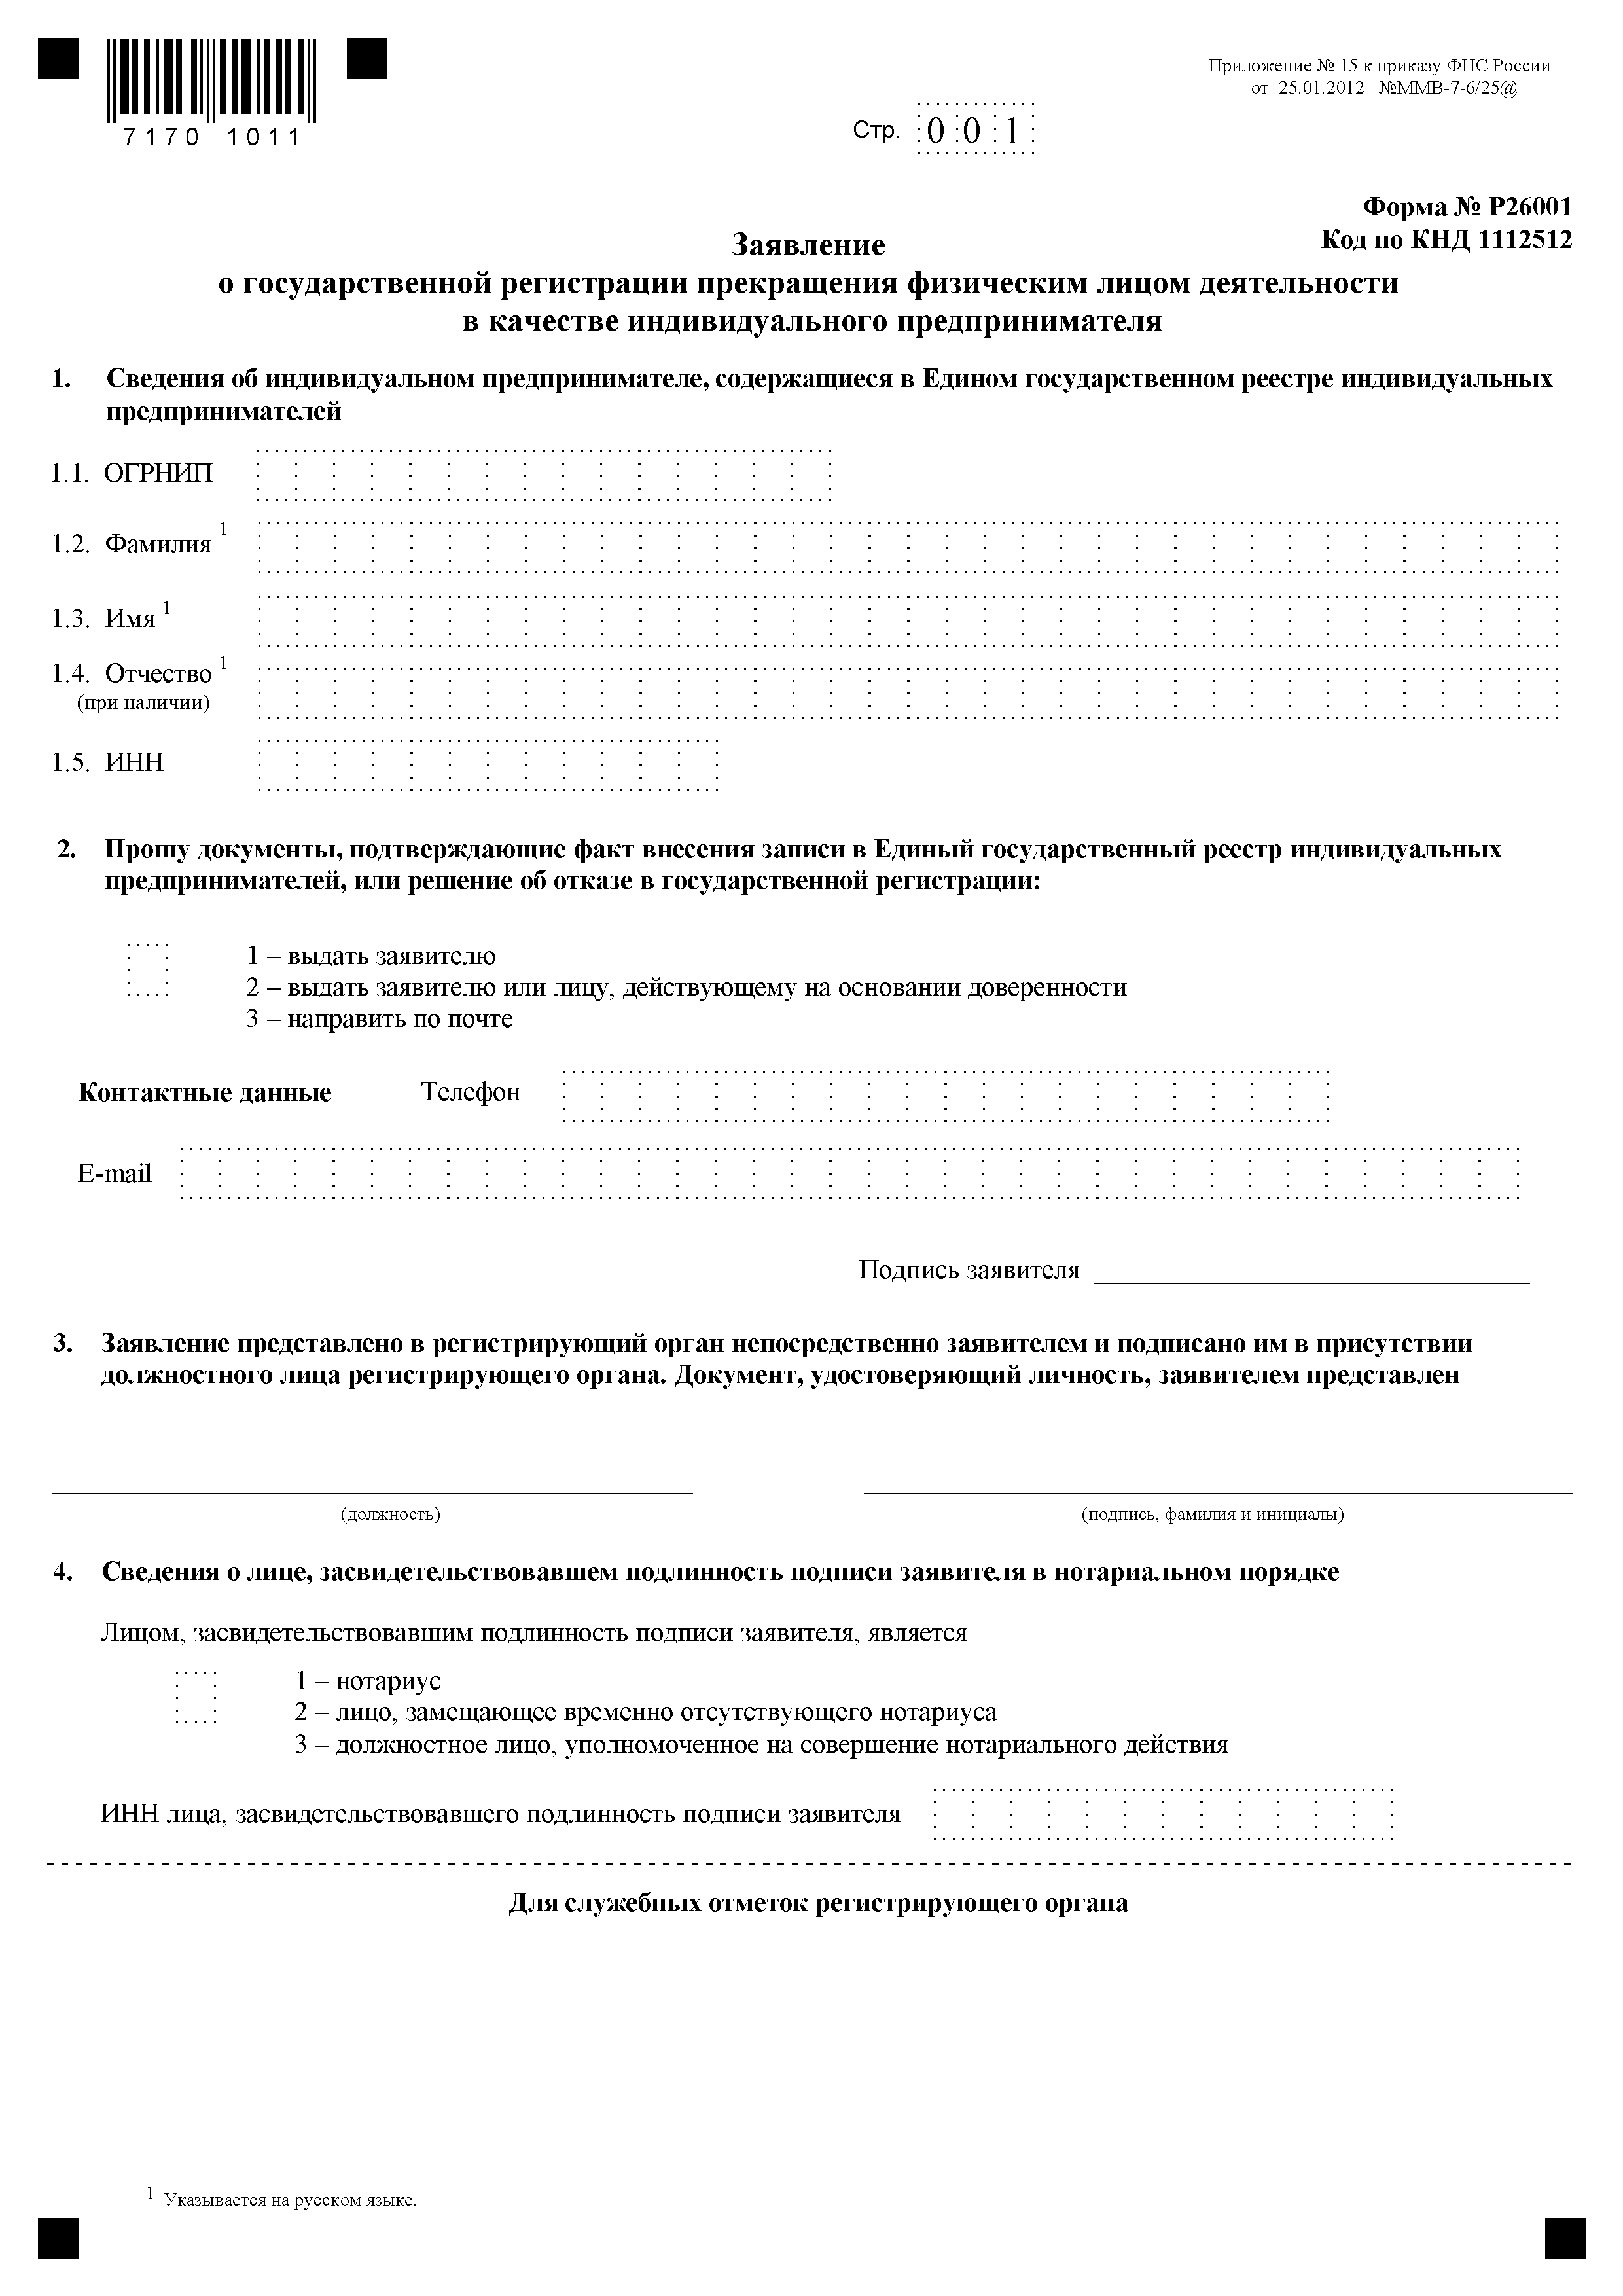 7170 1011
Приложение № 15 к приказу ФНС России
от 25.01.2012 №ММВ-7-6/25@
Стр. 001
Форма № Р26001
Код по КНД 1112512
Заявление
о государственной регистрации прекращения физическим лицом деятельности
в качестве индивидуального предпринимателя
1. Сведения об индивидуальном предпринимателе, содержащиеся в Едином государственном реестре индивидуальных
предпринимателей
1.1. ОГРНИП
1.2. Фамилия 1
1.3. Имя 1
1.4. Отчество 1
(при наличии)
1.5. ИНН
2. Прошу документы, подтверждающие факт внесения записи в Единый государственный реестр индивидуальных
предпринимателей, или решение об отказе в государственной регистрации:
1 – выдать заявителю
2 – выдать заявителю или лицу, действующему на основании доверенности
3 – направить по почте
Контактные данные Телефон
E-mail
Подпись заявителя
3. Заявление представлено в регистрирующий орган непосредственно заявителем и подписано им в присутствии
должностного лица регистрирующего органа. Документ, удостоверяющий личность, заявителем представлен
(должность) (подпись, фамилия и инициалы)
4. Сведения о лице, засвидетельствовавшем подлинность подписи заявителя в нотариальном порядке
Лицом, засвидетельствовавшим подлинность подписи заявителя, является
1 – нотариус
2 – лицо, замещающее временно отсутствующего нотариуса
3 – должностное лицо, уполномоченное на совершение нотариального действия
ИНН лица, засвидетельствовавшего подлинность подписи заявителя
Для служебных отметок регистрирующего органа
1 Указывается на русском языке.